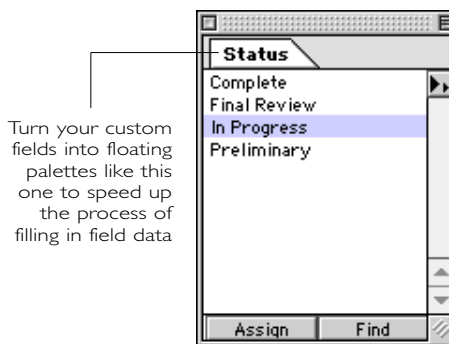 Status
Complete
Final Review
In Progress
Preliminary
Assign
Find
Turn your custom
fields into floating
palettes like this
one to speed up
the process of
filling in field data